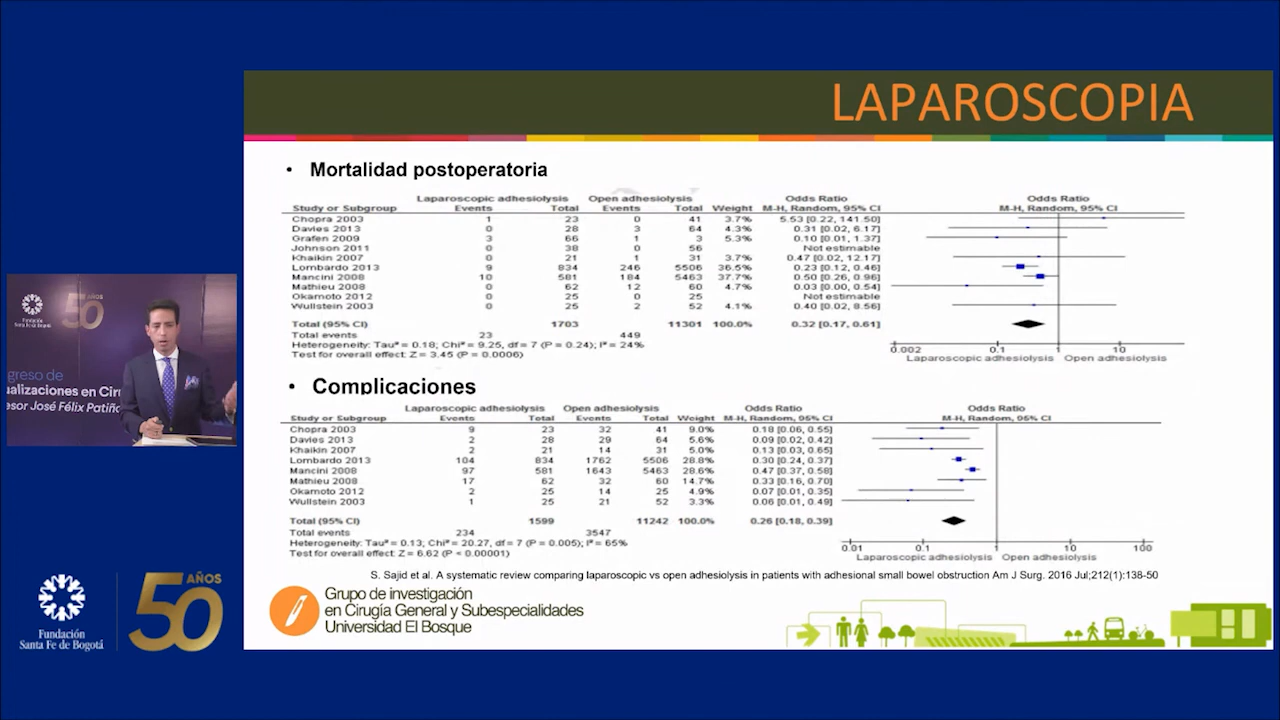 LAPAROSCOPIA
• Mortalidad postoperatoria
Laparoscopic adhesiolysis Open adhesiolysis Odds Ratio Odds Ratio
Study or Subgroup Events Total Events Total Weight M-H, Random, 95% CI M-H, Random, 95% CI
Chopra 2003 1 23 0 41 3.7% 5.53 [0.22, 141.50]
Davies 2013 0 28 3 64 4.3% 0.31 [0.02, 6.17]
Grafen 2009 3 66 1 3 5.3% 0.10 [0.01, 1.37]
Johnson 2011 0 38 0 56 Not estimable
Khaikin 2007 0 21 1 31 3.7% 0.47 [0.02, 12.17]
Lombardo 2013 9 834 246 5506 36.5% 0.23 [0.12, 0.46]
Mancini 2008 10 581 184 5463 37.7% 0.50 [0.26, 0.96]
Mathieu 2008 0 62 12 60 4.7% 0.03 [0.00, 0.54]
Okamoto 2012 0 25 0 25 Not estimable
Wullstein 2003 0 25 2 52 4.1% 0.40 [0.02, 8.56]
Total (95% CI) 1703 11301 100.0% 0.32 [0.17, 0.61]
Total events 23 449
Heterogeneity: Tau² = 0.18; Chi² = 9.25, df = 7 (P = 0.24); I² = 24%
Test for overall effect: Z = 3.45 (P = 0.0006)
0.002 0.1 1 10
Laparoscopic adhesiolysis Open adhesiolysis
• Complicaciones
Laparoscopic adhesiolysis Open adhesiolysis Odds Ratio Odds Ratio
Study or Subgroup Events Total Events Total Weight M-H, Random, 95% CI M-H, Random, 95% CI
Chopra 2003 9 23 32 41 9.0% 0.18 [0.06, 0.55]
Davies 2013 2 28 29 64 5.6% 0.09 [0.02, 0.42]
Khaikin 2007 2 21 14 31 5.0% 0.13 [0.03, 0.65]
Lombardo 2013 104 834 1762 5506 28.8% 0.30 [0.24, 0.37]
Mancini 2008 97 581 1643 5463 28.6% 0.47 [0.37, 0.58]
Mathieu 2008 17 62 32 60 14.7% 0.33 [0.16, 0.70]
Okamoto 2012 2 25 14 25 4.9% 0.07 [0.01, 0.35]
Wullstein 2003 1 25 21 52 3.3% 0.06 [0.01, 0.49]
Total (95% CI) 1599 11242 100.0% 0.26 [0.18, 0.39]
Total events 234 3547
Heterogeneity: Tau² = 0.13; Chi² = 20.27, df = 7 (P = 0.005); I² = 65%
Test for overall effect: Z = 6.62 (P < 0.00001)
0.01 0.1 1 10 100
Laparoscopic adhesiolysis Open adhesiolysis
S. Sajid et al. A systematic review comparing laparoscopic vs open adhesiolysis in patients with adhesional small bowel obstruction Am J Surg. 2016 Jul;212(1):138-50
Grupo de investigación
en Cirugía General y Subespecialidades
Universidad El Bosque
Fundación
Santa Fe de Bogotá
50 AÑOS
greso de
ualizaciones en Ciru
esor José Félix Patiño
Fundación
Santa Fe de Bogotá
50 AÑOS